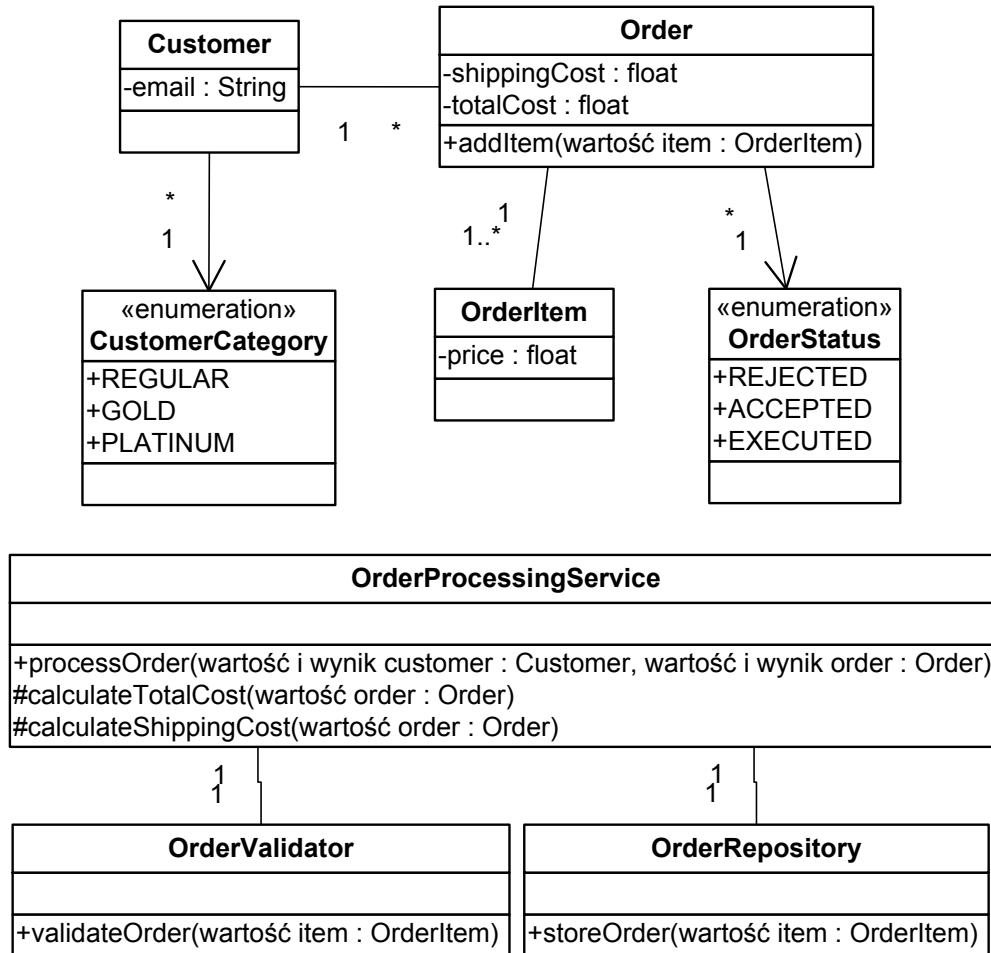 Customer
-email : String
Order
-shippingCost : float
-totalCost : float
+addItem(wartość item : OrderItem)
1 *
*
1
1
1..*
*
1
«enumeration»
CustomerCategory
+REGULAR
+GOLD
+PLATINUM
OrderItem
-price : float
«enumeration»
OrderStatus
+REJECTED
+ACCEPTED
+EXECUTED
OrderProcessingService
+processOrder(wartość i wynik customer : Customer, wartość i wynik order : Order)
#calculateTotalCost(wartość order : Order)
#calculateShippingCost(wartość order : Order)
1
1
1
1
OrderValidator
+validateOrder(wartość item : OrderItem)
OrderRepository
+storeOrder(wartość item : OrderItem)